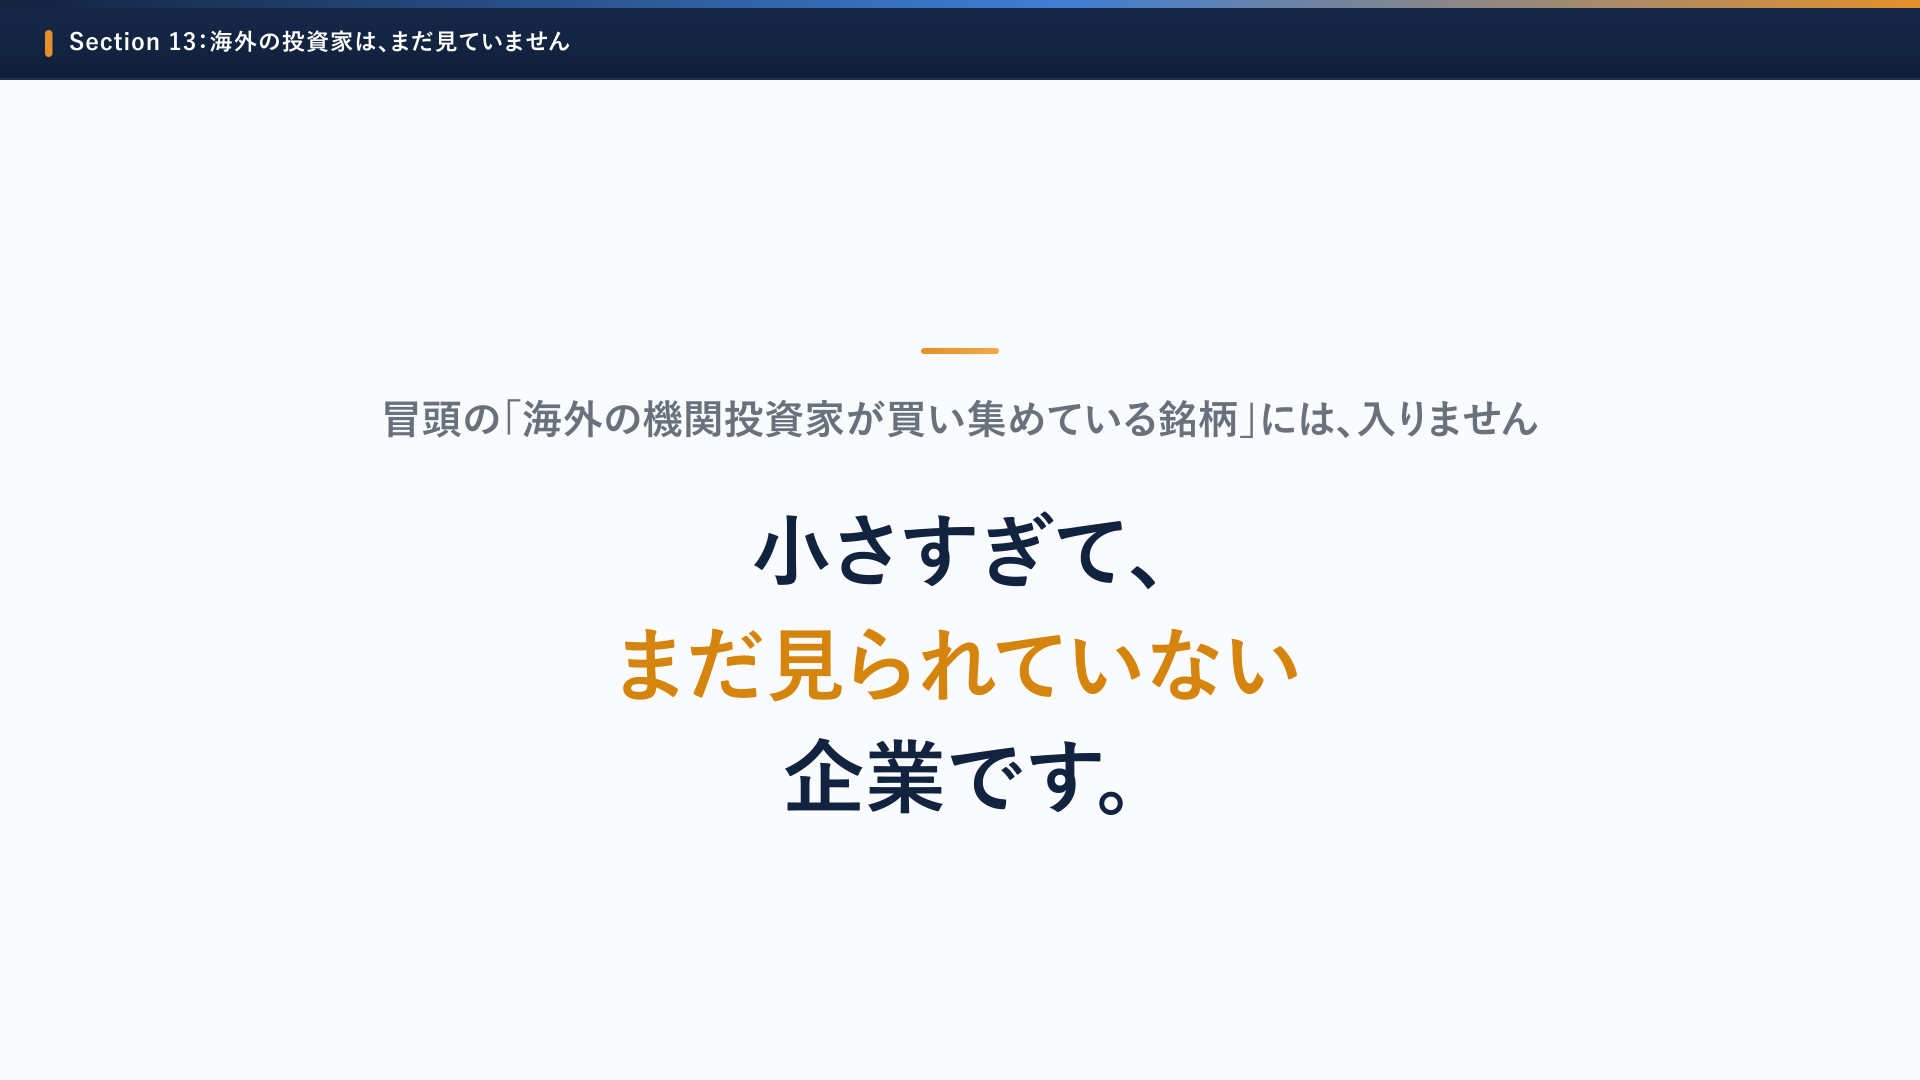 Section 13：海外の投資家は、まだ見ていません
冒頭の「海外の機関投資家が買い集めている銘柄」には、入りません
小さすぎて、
まだ見られていない
企業です。